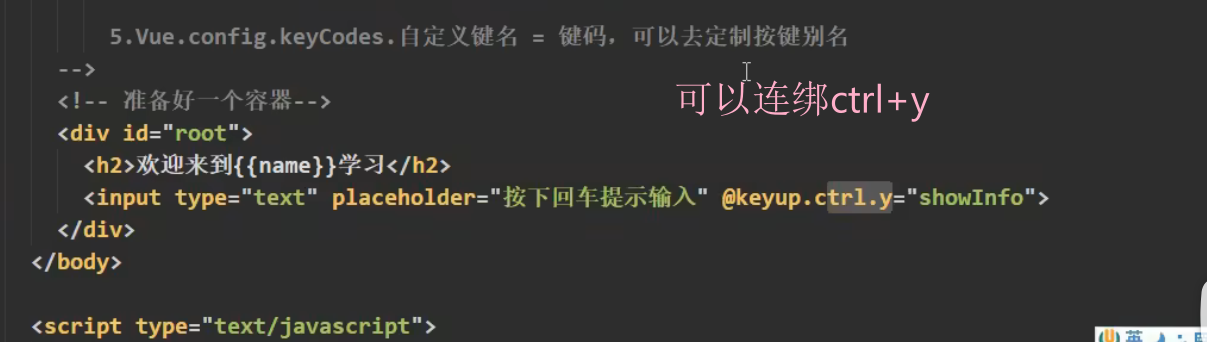 5.Vue.config.keyCodes.自定义键名 = 键码，可以去定制按键别名
-->
可以连绑ctrl+y
<!-- 准备好一个容器-->
<div id="root">
<h2>欢迎来到{{name}}学习</h2>
<input type="text" placeholder="按下回车提示输入" @keyup.ctrl.y="showInfo">
</div>
</body>
<script type="text/javascript">
英